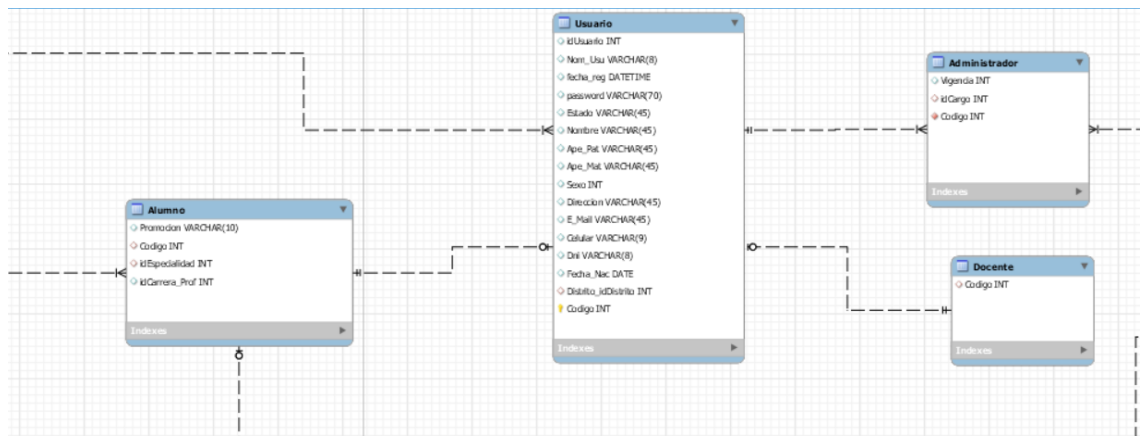 Usuario
idUsuario INT
Nom_Usu VARCHAR(8)
fecha_reg DATETIME
password VARCHAR(70)
Estado VARCHAR(45)
Nombre VARCHAR(45)
Ape_Pat VARCHAR(45)
Ape_Mat VARCHAR(45)
Sexo INT
Direccion VARCHAR(45)
E_Mail VARCHAR(45)
Celular VARCHAR(9)
Dni VARCHAR(8)
Fecha_Nac DATE
Distrito_idDistrito INT
Codigo INT
Indexes
Administrador
Vigencia INT
idCargo INT
Codigo INT
Indexes
Alumno
Promocion VARCHAR(10)
Codigo INT
idEspecialidad INT
idCarrera_Prof INT
Indexes
Docente
Codigo INT
Indexes